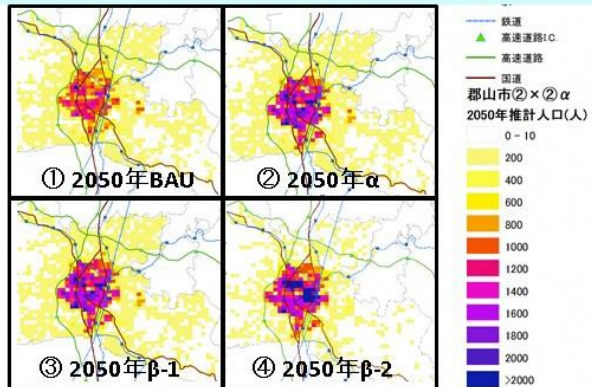 鉄道
高速道路I.C.
高速道路
国道
郡山市②×②α
2050年推計人口(人)
0 - 10
200
400
600
800
1000
1200
1400
1600
1800
2000
>2000
① 2050年BAU
② 2050年α
③ 2050年β-1
④ 2050年β-2